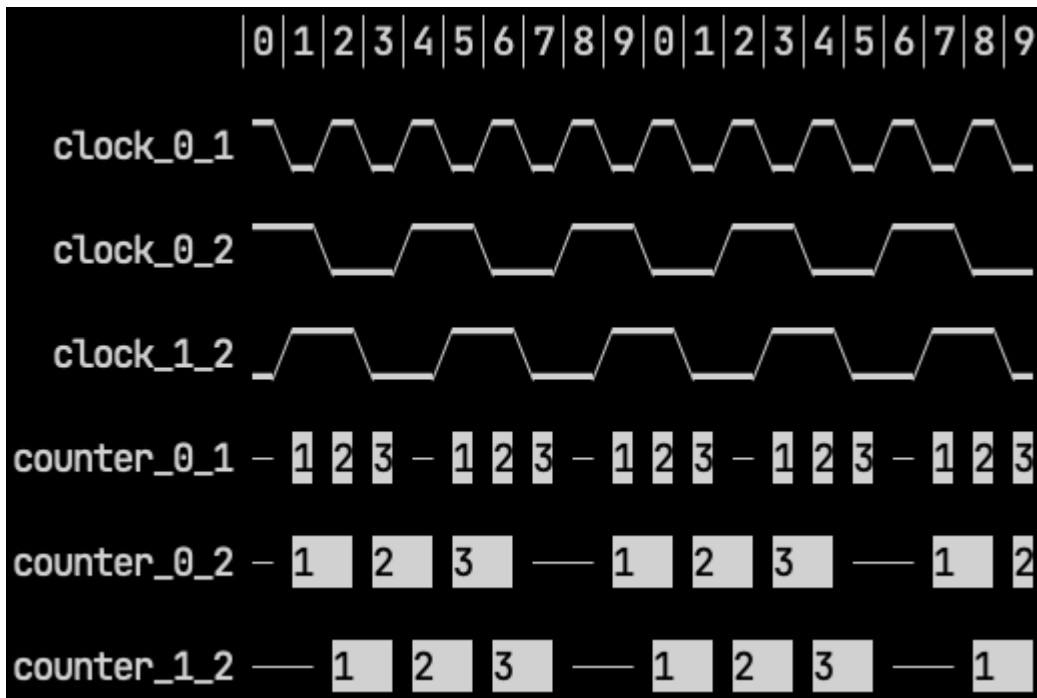 |0|1|2|3|4|5|6|7|8|9|0|1|2|3|4|5|6|7|8|9
clock_0_1
clock_0_2
clock_1_2
counter_0_1 1 2 3 1 2 3 1 2 3 1 2 3 1 2 3
counter_0_2 1 2 3 1 2 3 1 2
counter_1_2 1 2 3 1 2 3 1